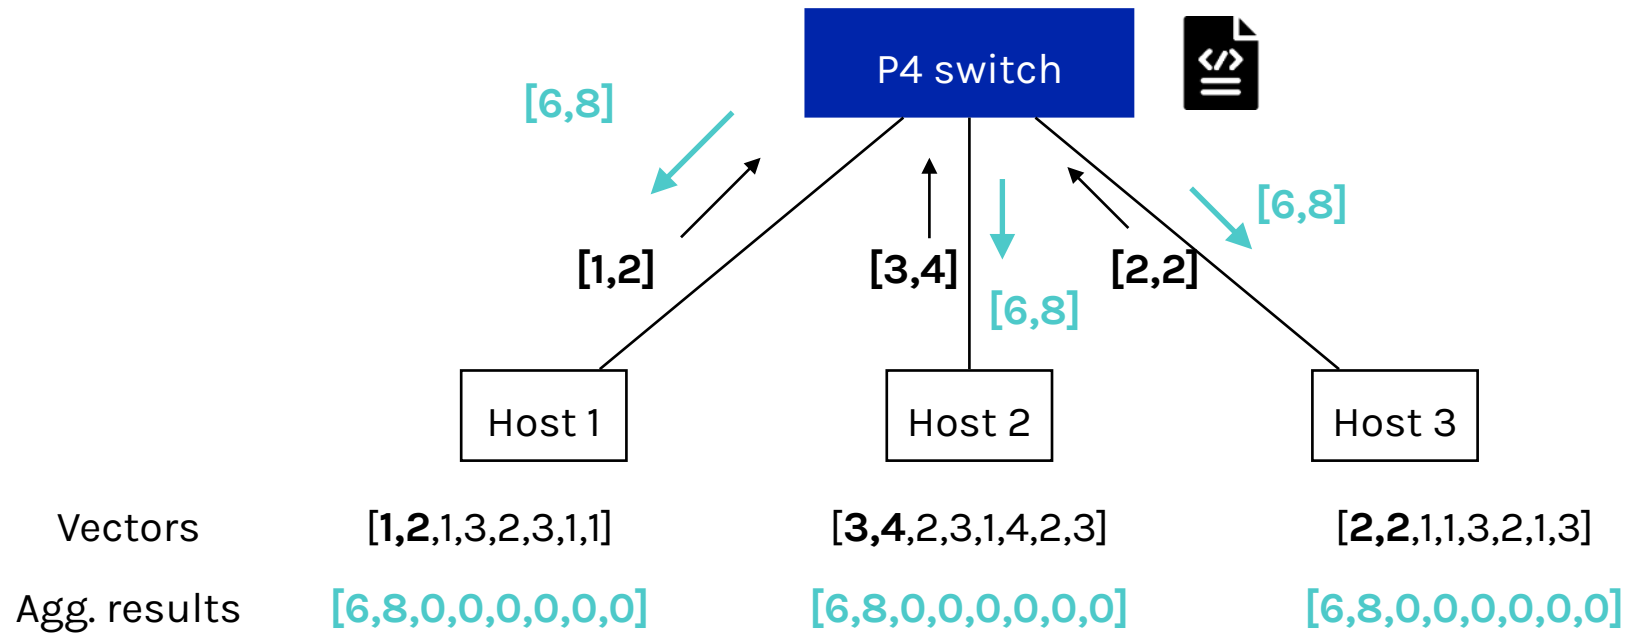 P4 switch
</>
[6,8]
[6,8]
[1,2]
[3,4]
[2,2]
[6,8]
Host 1
Host 2
Host 3
Vectors
[1,2,1,3,2,3,1,1]
[3,4,2,3,1,4,2,3]
[2,2,1,1,3,2,1,3]
Agg. results
[6,8,0,0,0,0,0,0]
[6,8,0,0,0,0,0,0]
[6,8,0,0,0,0,0,0]